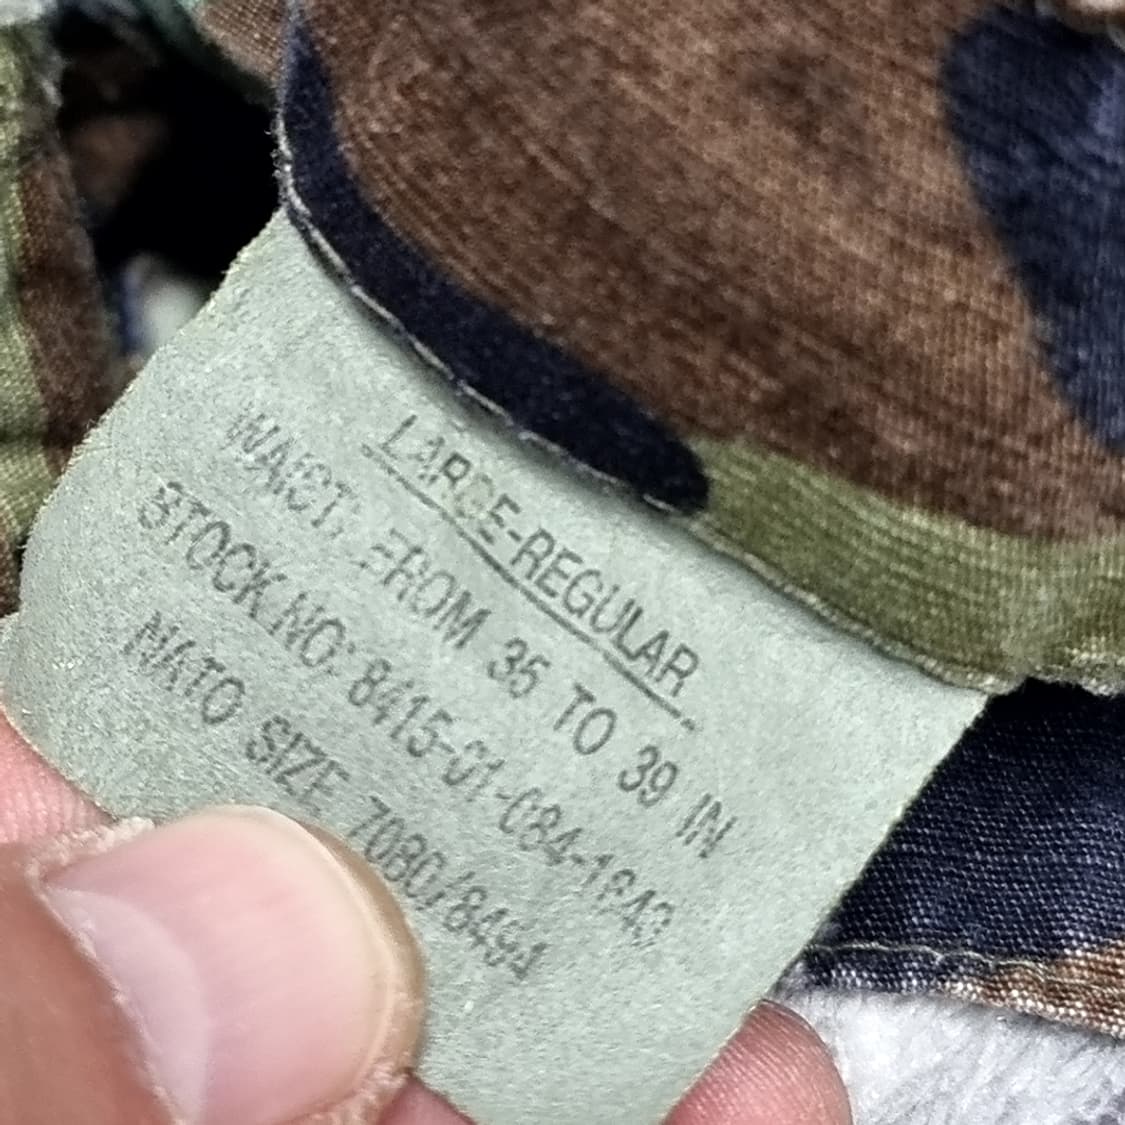 LARGE-REGULAR
WAIST: FROM 35 TO 39 IN
STOCK NO: 8415-01-084-1643
NATO SIZE 7080/8494